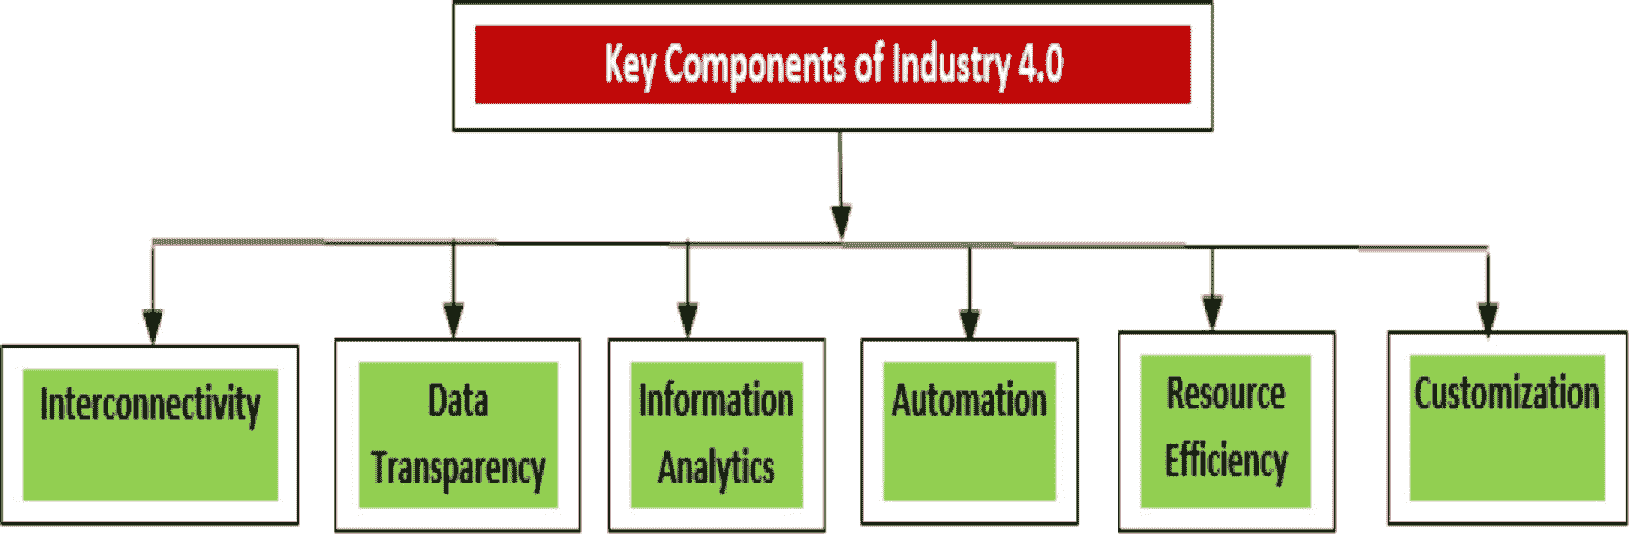 Key Components of Industry 4.0
Interconnectivity
Data
Transparency
Information
Analytics
Automation
Resource
Efficiency
Customization